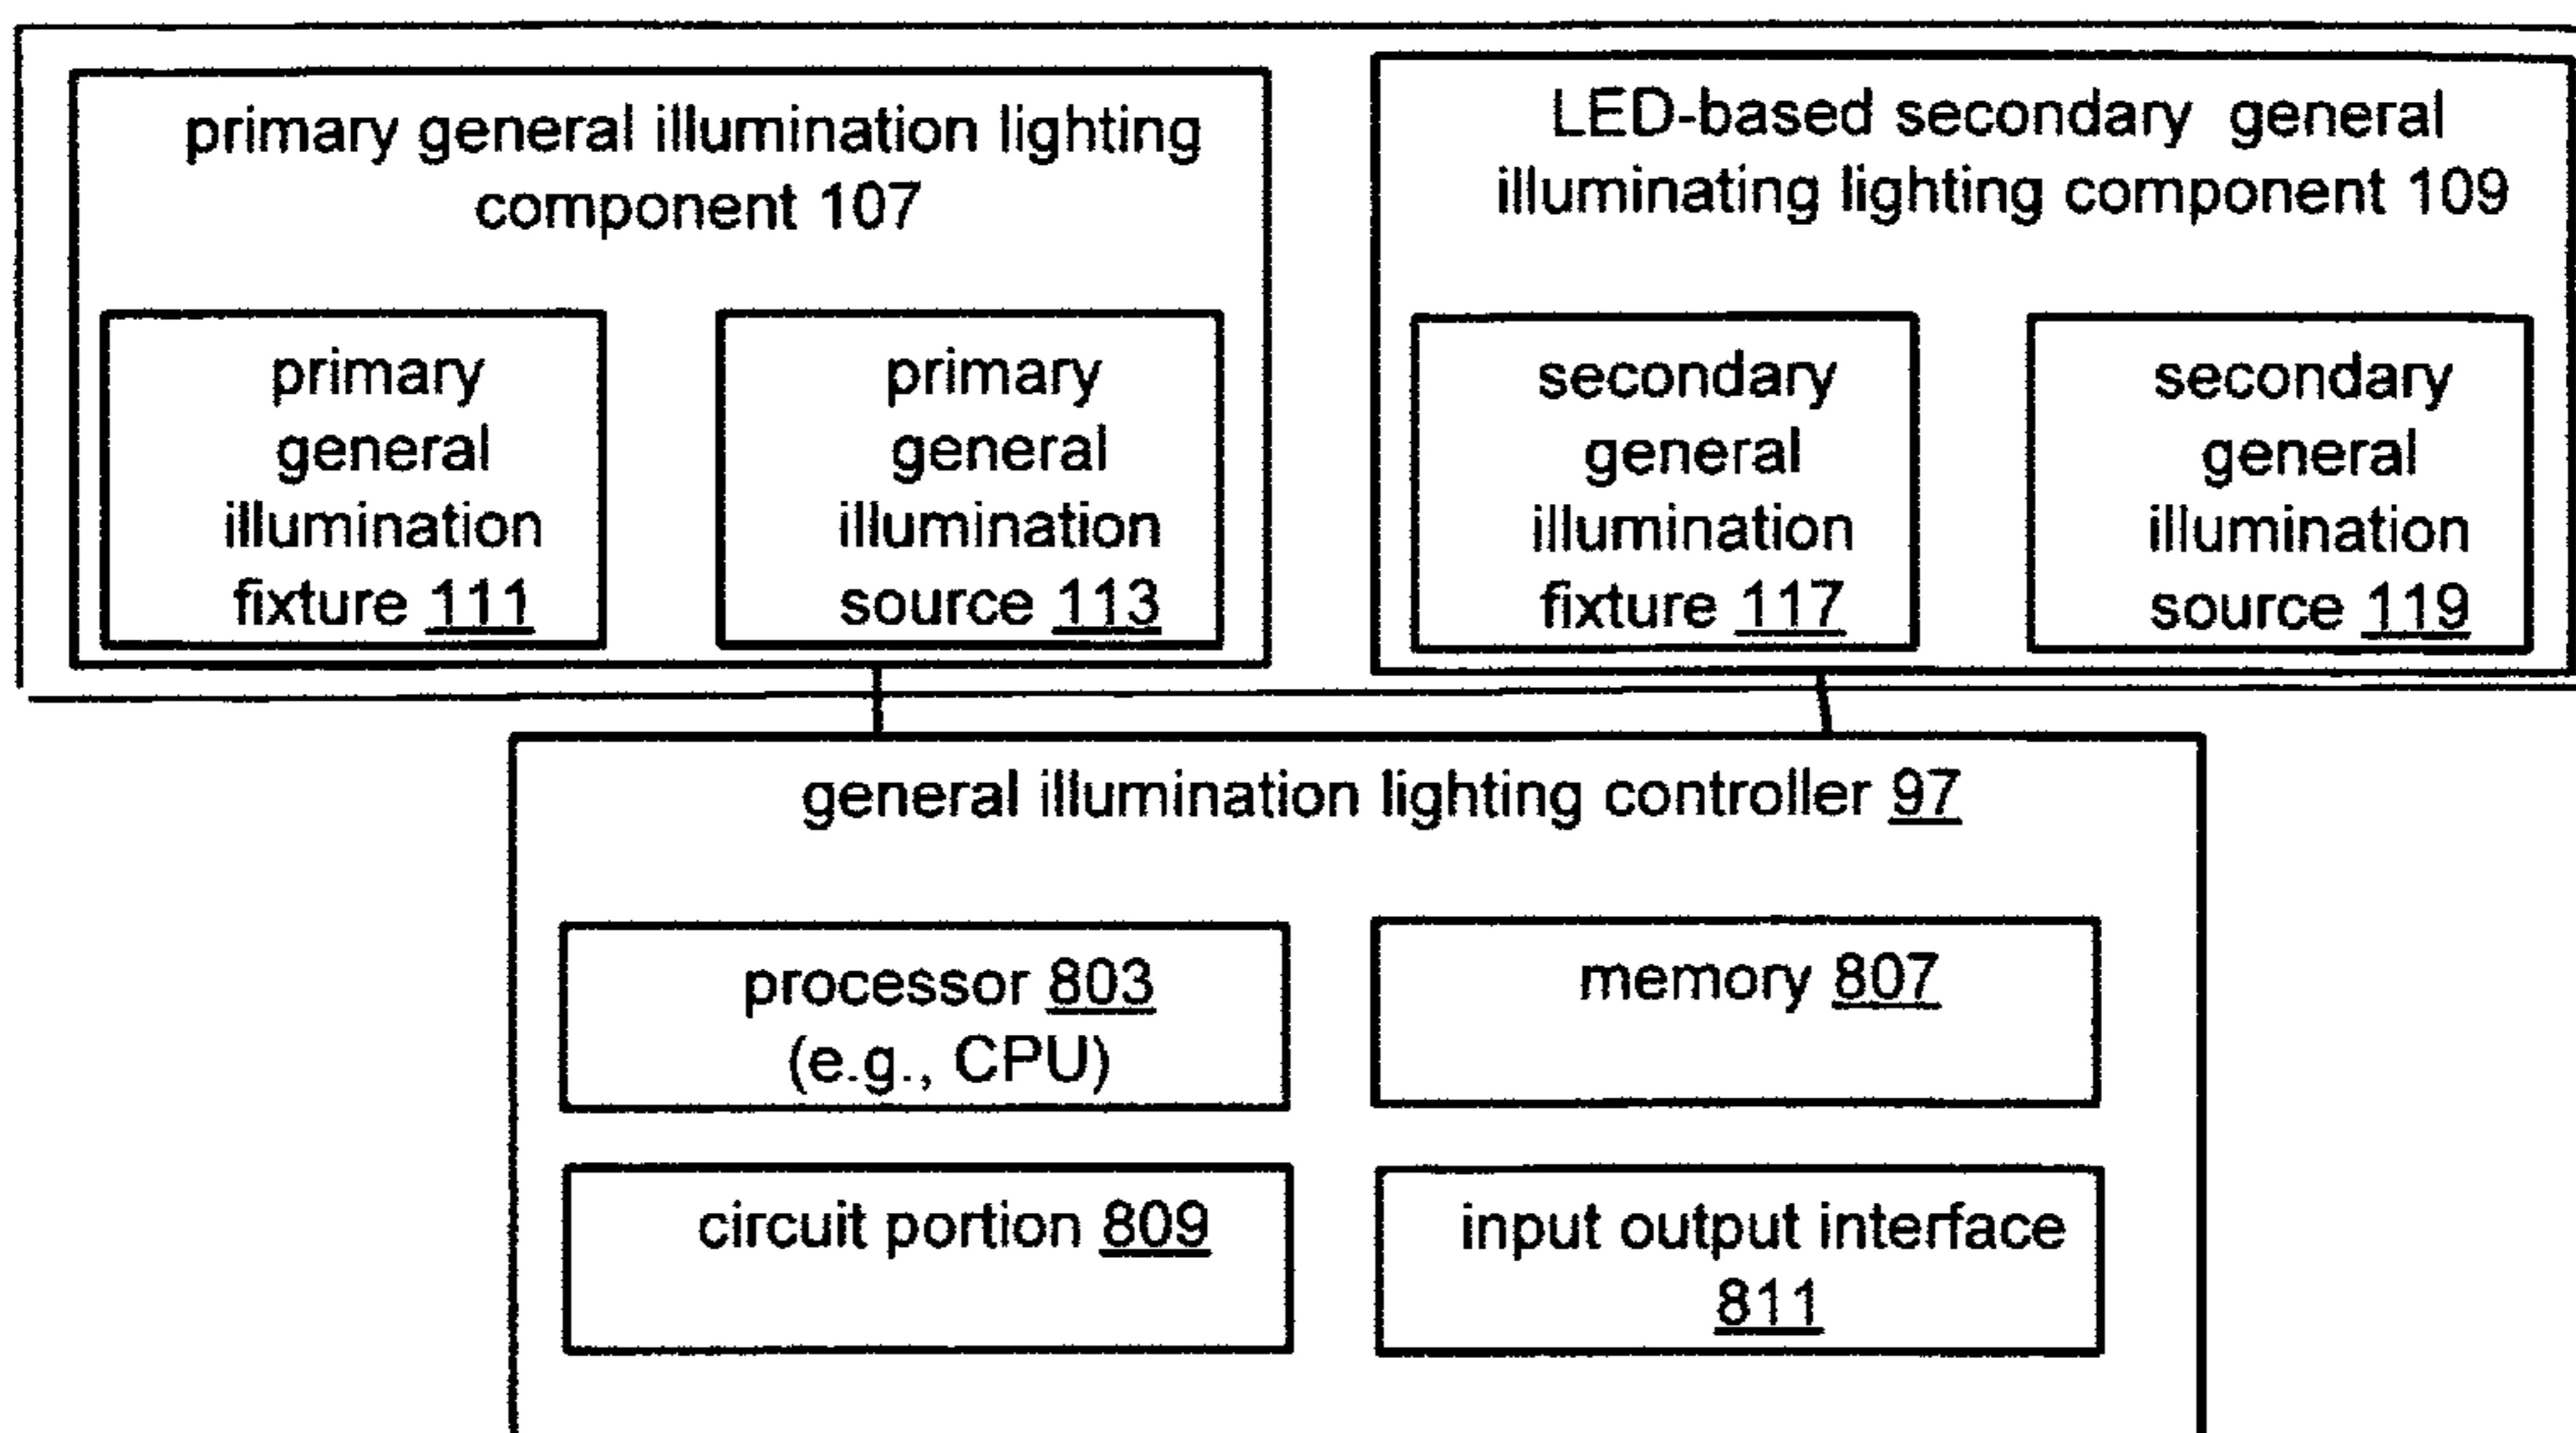 primary general illumination lighting
component 107
primary
general
illumination
fixture 111
primary
general
illumination
source 113
LED-based secondary general
illuminating lighting component 109
secondary
general
illumination
fixture 117
secondary
general
illumination
source 119
general illumination lighting controller 97
processor 803
(e.g., CPU)
memory 807
circuit portion 809
input output interface
811